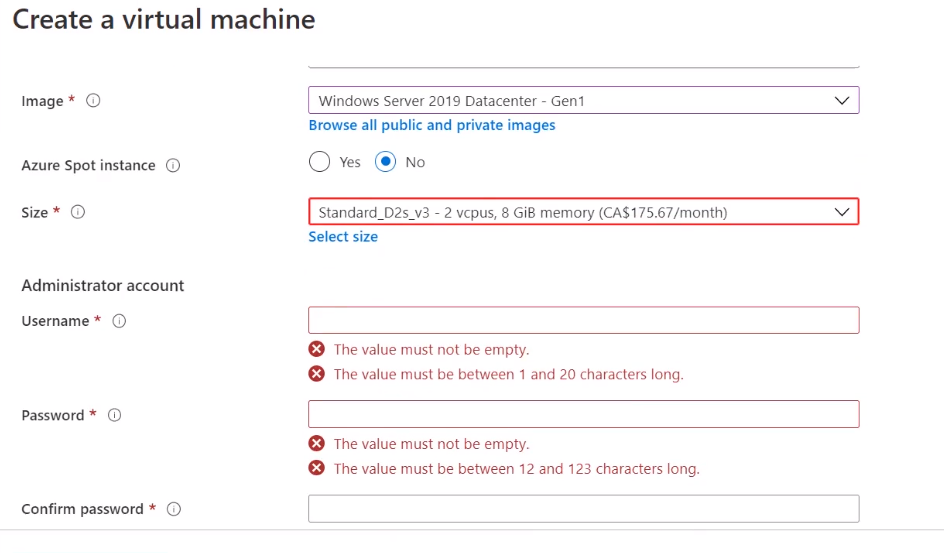 Create a virtual machine
Image *
Windows Server 2019 Datacenter - Gen1
Browse all public and private images
Azure Spot instance
Yes No
Size *
Standard_D2s_v3 - 2 vcpus, 8 GiB memory (CA$175.67/month)
Select size
Administrator account
Username *
The value must not be empty.
The value must be between 1 and 20 characters long.
Password *
The value must not be empty.
The value must be between 12 and 123 characters long.
Confirm password *